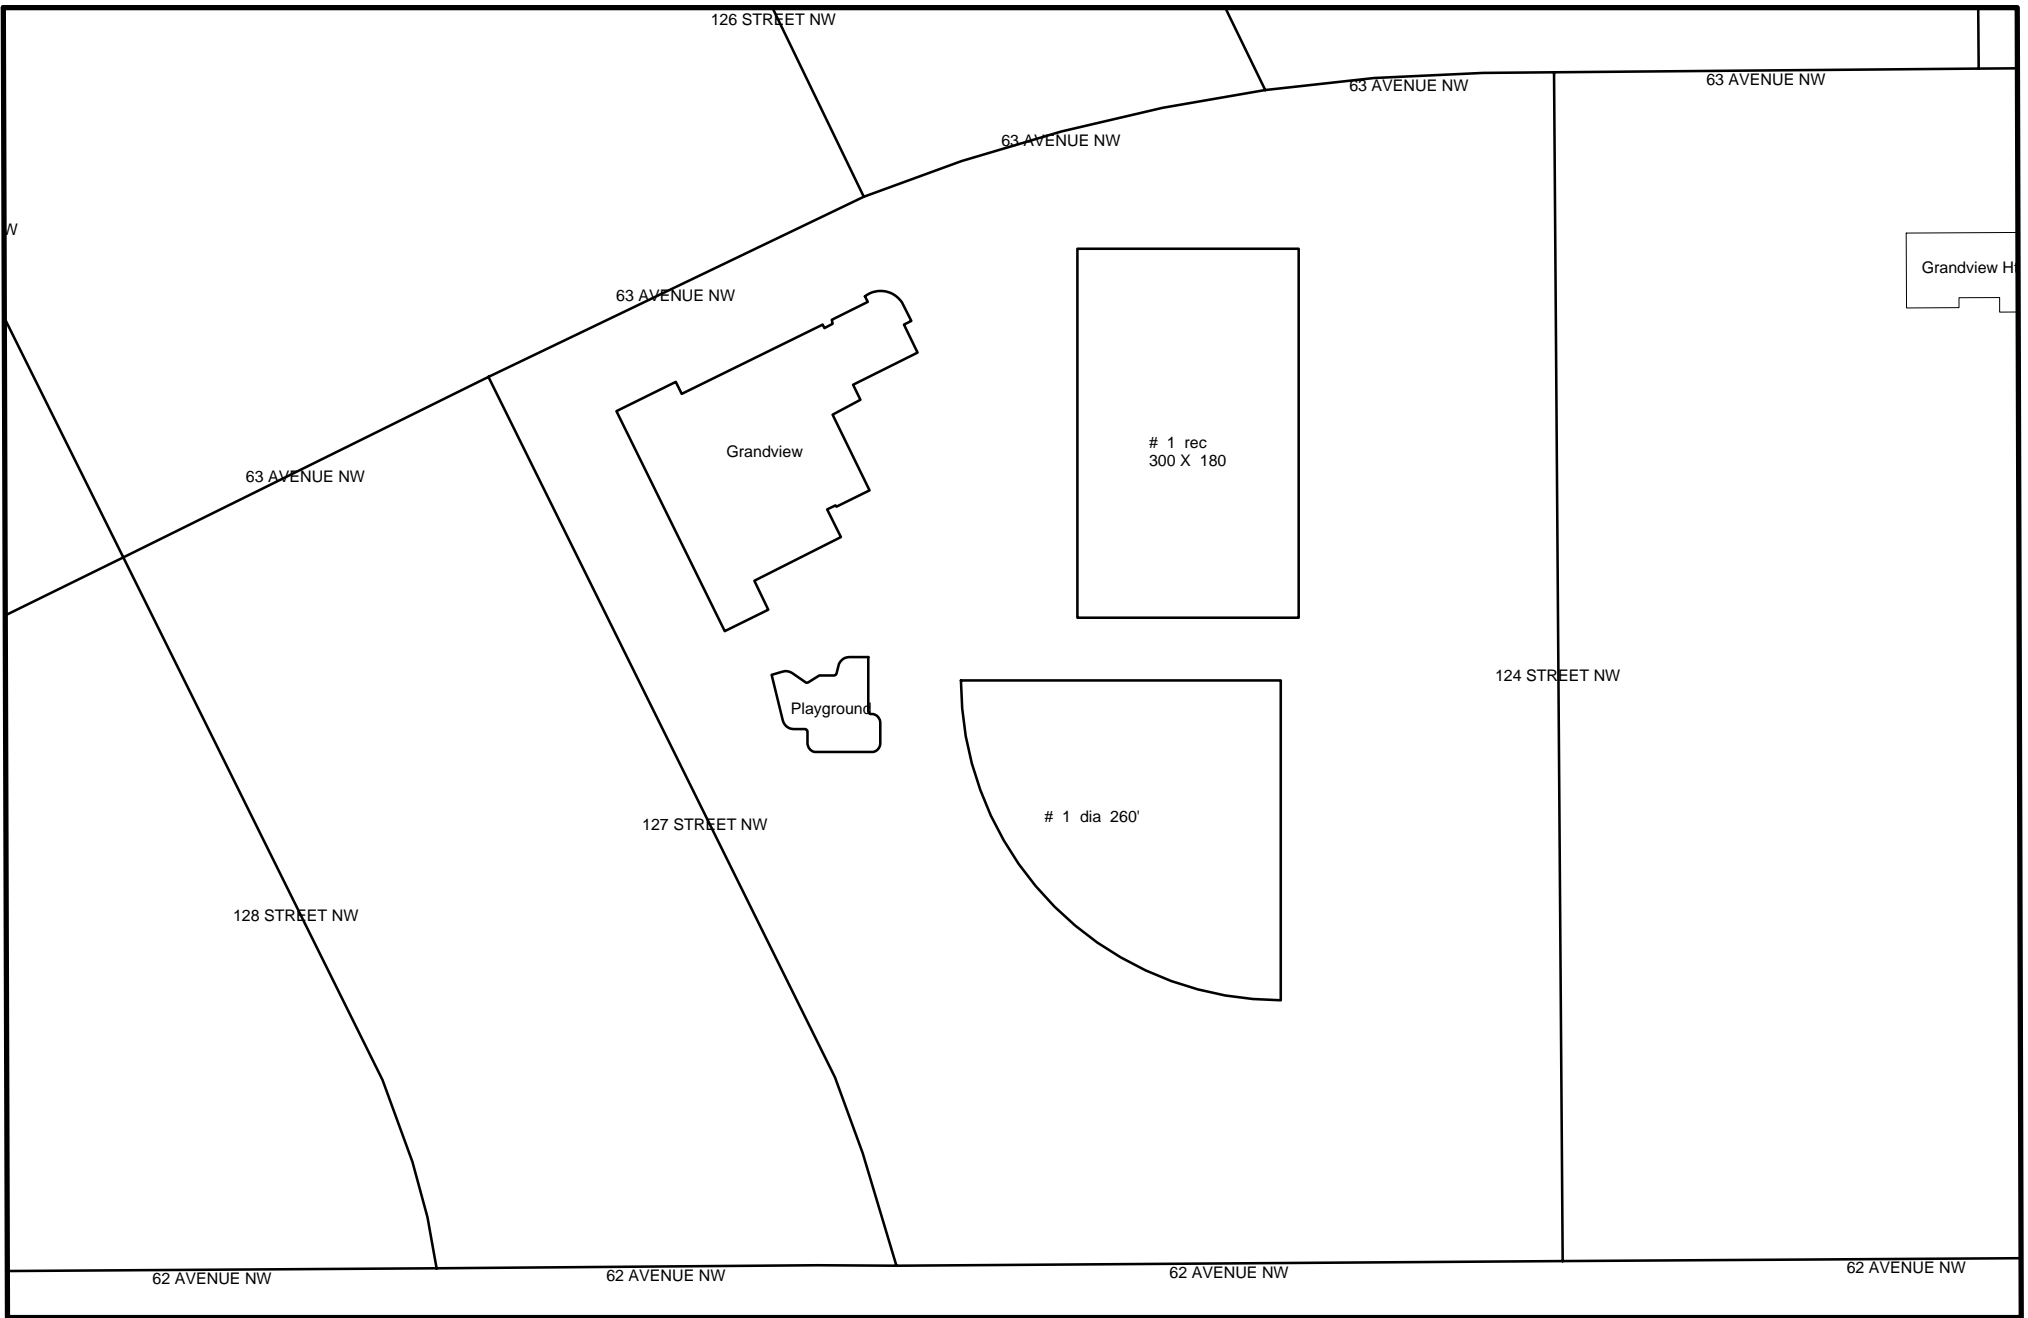 126 STREET NW
63 AVENUE NW
63 AVENUE NW
63 AVENUE NW
W
Grandview H
63 AVENUE NW
# 1 rec
300 X 180
Grandview
63 AVENUE NW
124 STREET NW
Playground
# 1 dia 260'
127 STREET NW
128 STREET NW
62 AVENUE NW
62 AVENUE NW
62 AVENUE NW
62 AVENUE NW